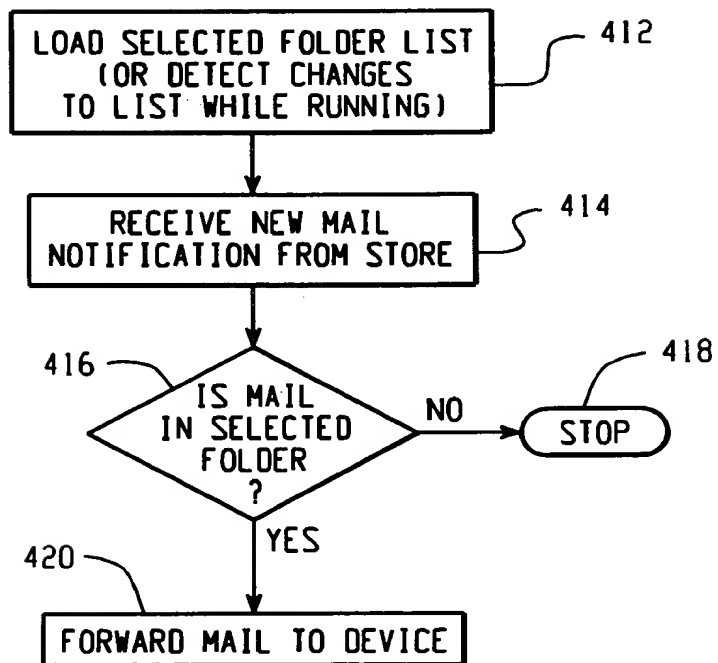 LOAD SELECTED FOLDER LIST
(OR DETECT CHANGES
TO LIST WHILE RUNNING)
412
RECEIVE NEW MAIL
NOTIFICATION FROM STORE
414
416
IS MAIL
IN SELECTED
FOLDER
?
NO
418
STOP
YES
420
FORWARD MAIL TO DEVICE